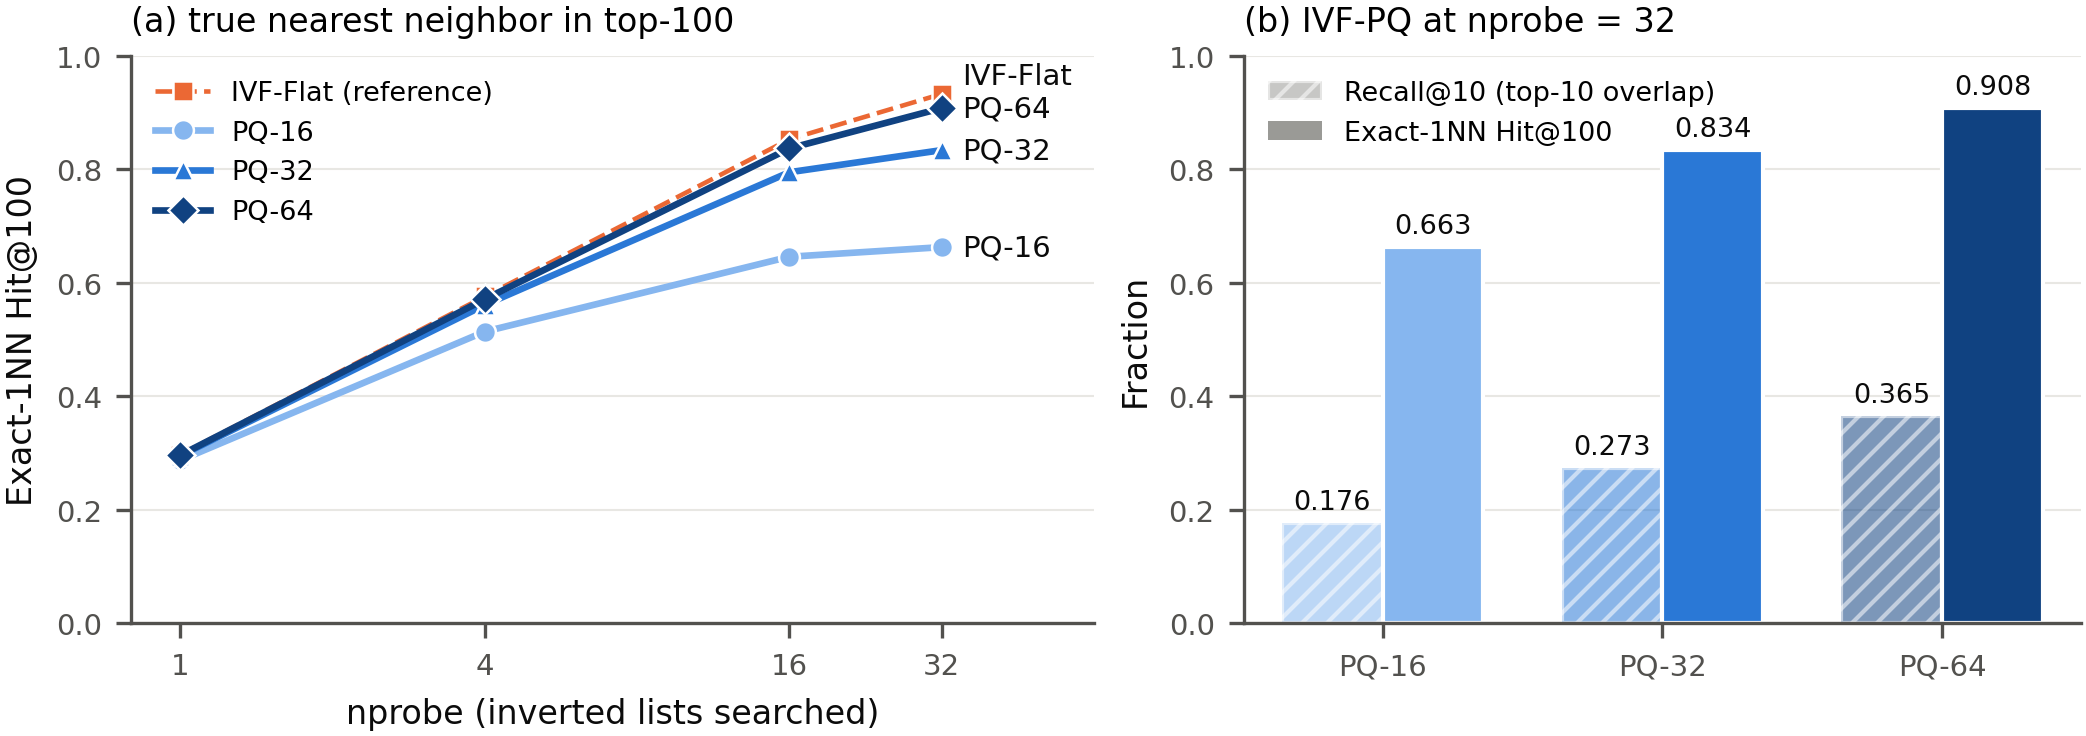 (a) true nearest neighbor in top-100
Exact-1NN Hit@100
1.0
0.8
0.6
0.4
0.2
0.0
IVF-Flat (reference)
PQ-16
PQ-32
PQ-64
IVF-Flat
PQ-64
PQ-32
PQ-16
1 4 16 32
nprobe (inverted lists searched)
(b) IVF-PQ at nprobe = 32
Fraction
1.0
0.8
0.6
0.4
0.2
0.0
Recall@10 (top-10 overlap)
Exact-1NN Hit@100
0.176
0.663
0.273
0.834
0.365
0.908
PQ-16 PQ-32 PQ-64